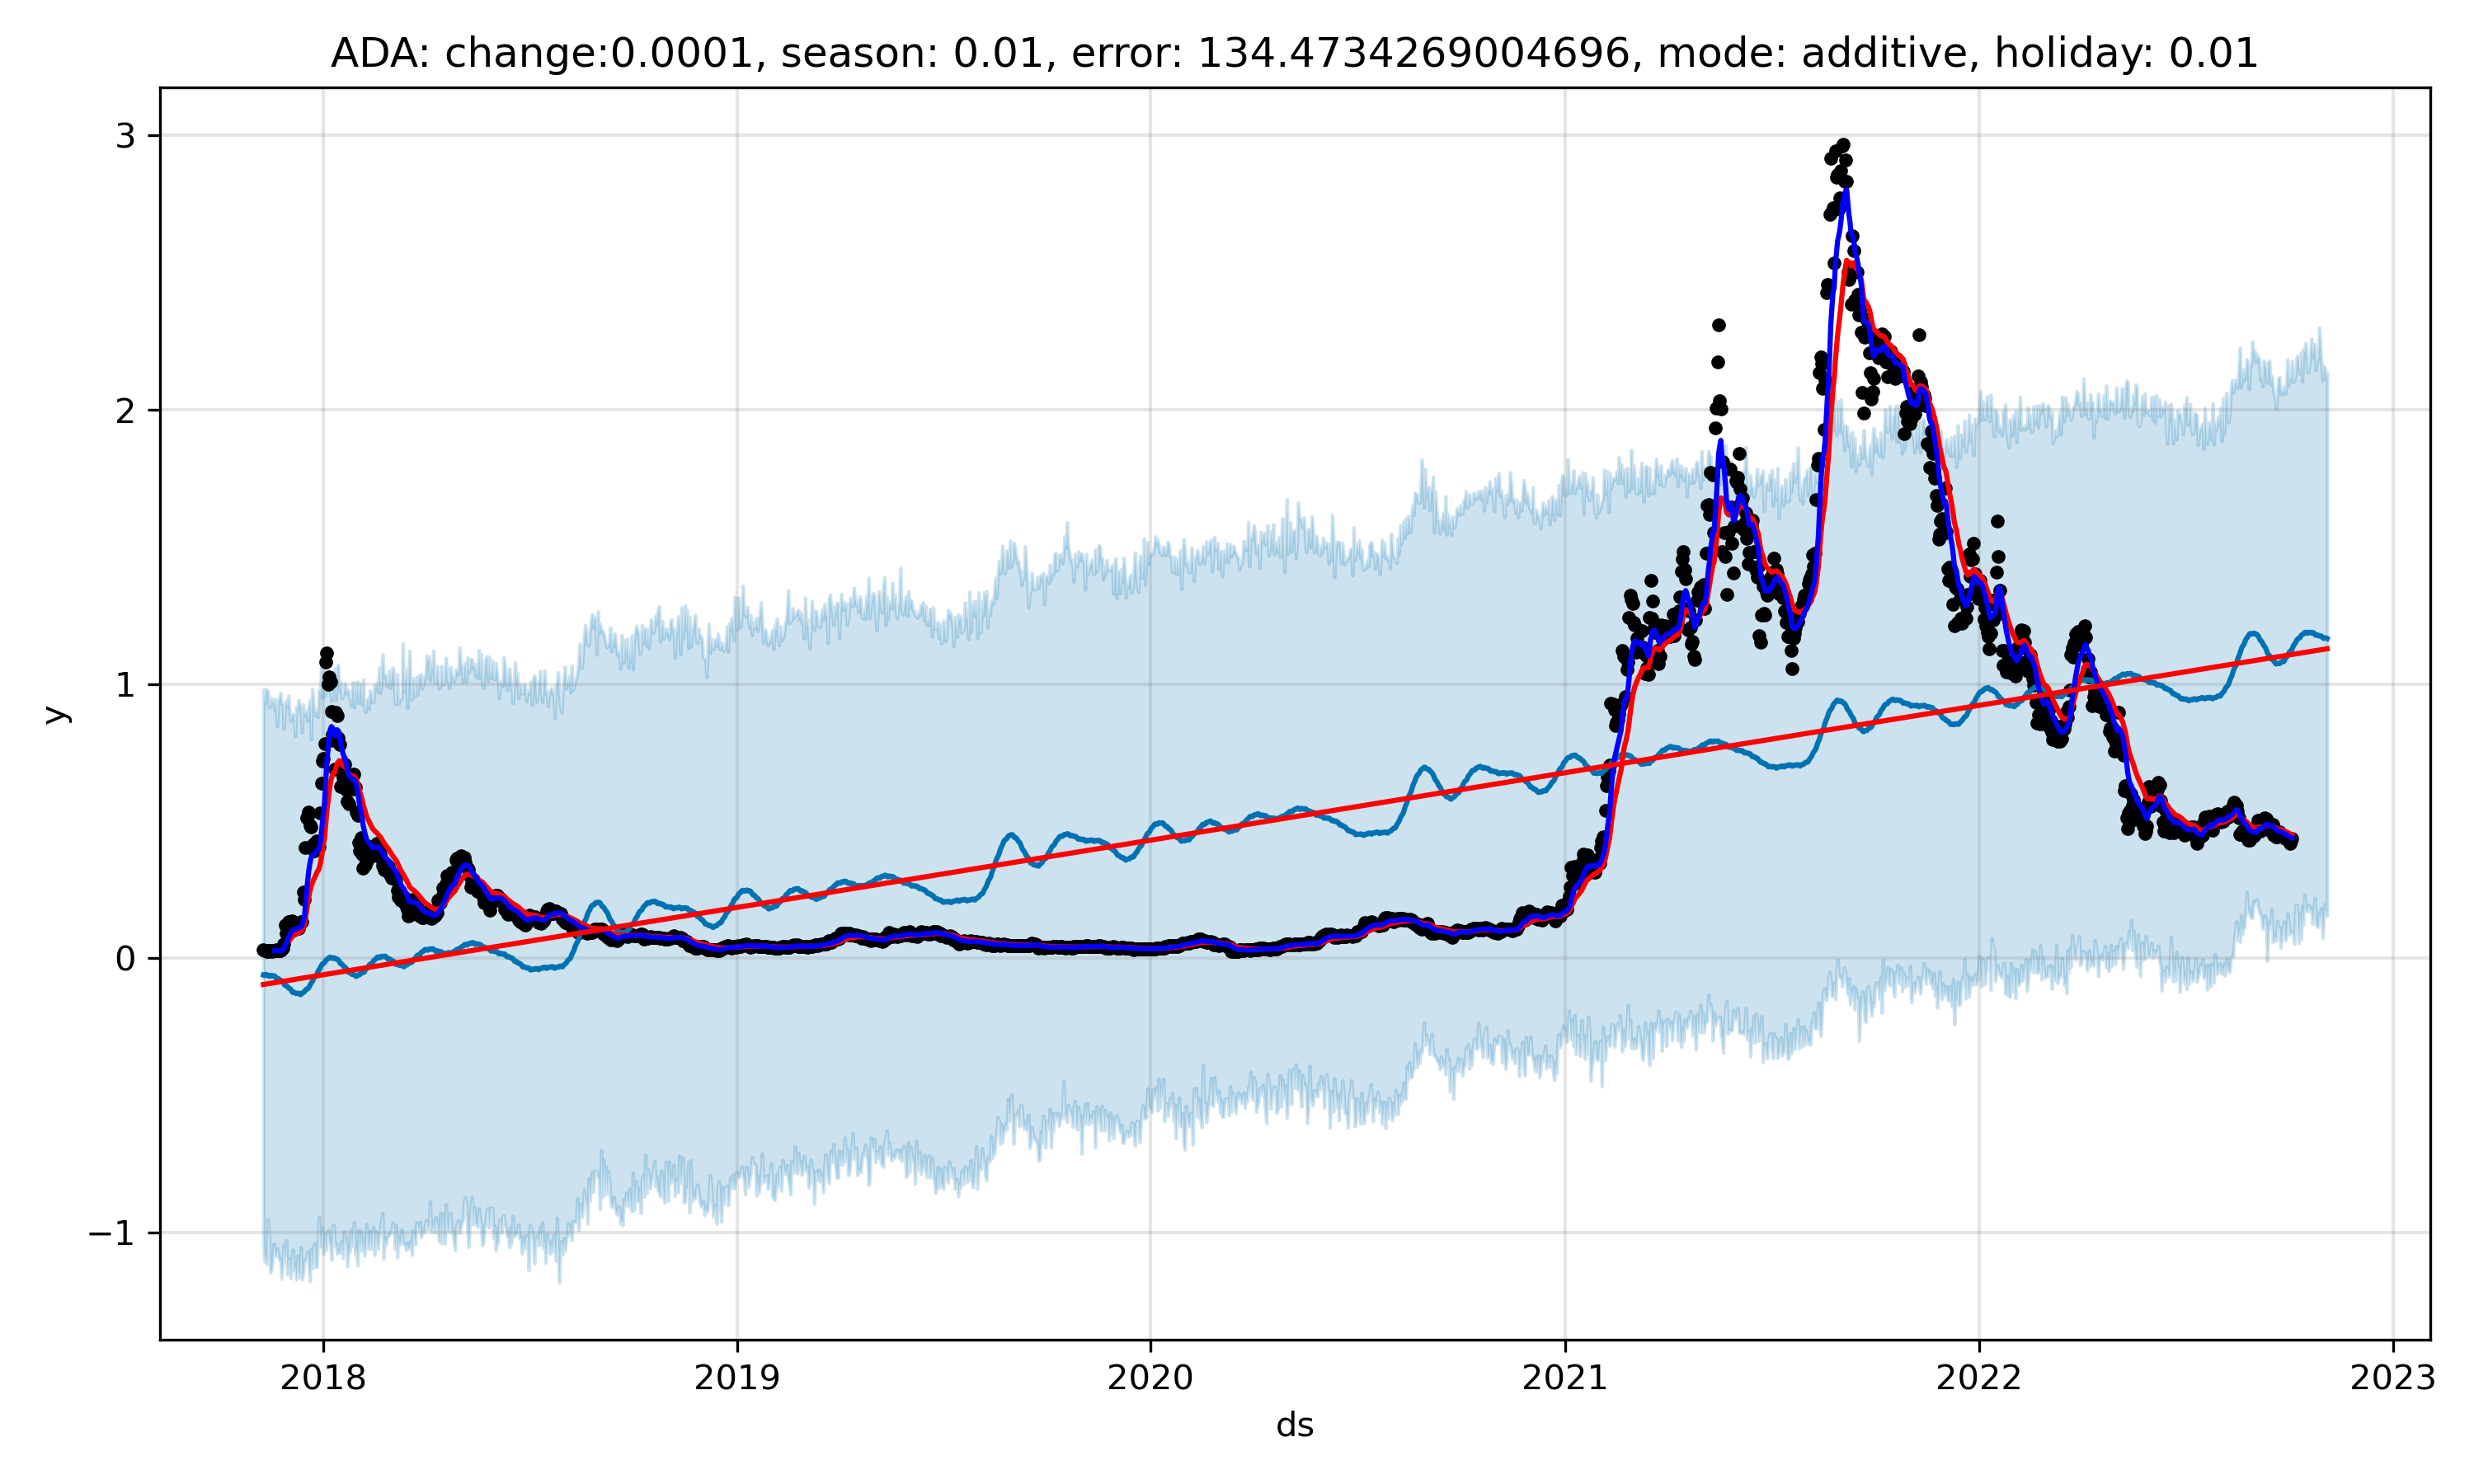 ADA: change:0.0001, season: 0.01, error: 134.4734269004696, mode: additive, holiday: 0.01
3
2
1
0
−1
y
2018 2019 2020 2021 2022 2023
ds